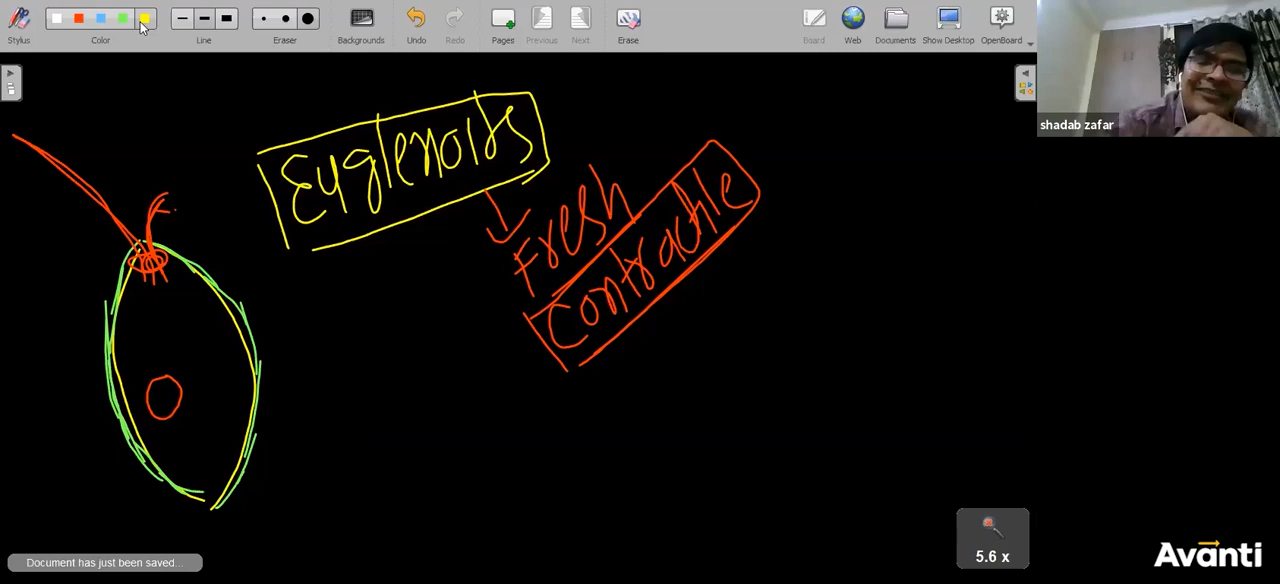 Stylus
Color
Line
Eraser
Backgrounds
Undo
Redo
Pages
Previous
Next
Erase
Board
Web
Documents
Show Desktop
OpenBoard
shadab zafar
Euglenoids
Fresh
Contractile
5.6 x
Document has just been saved...
Avanti